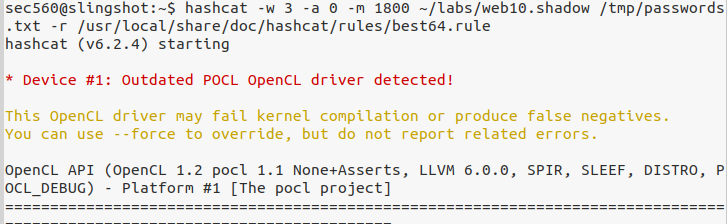 sec560@slingshot:~$ hashcat -w 3 -a 0 -m 1800 ~/labs/web10.shadow /tmp/passwords
.txt -r /usr/local/share/doc/hashcat/rules/best64.rule
hashcat (v6.2.4) starting
* Device #1: Outdated POCL OpenCL driver detected!
This OpenCL driver may fail kernel compilation or produce false negatives.
You can use --force to override, but do not report related errors.
OpenCL API (OpenCL 1.2 pocl 1.1 None+Asserts, LLVM 6.0.0, SPIR, SLEEF, DISTRO, P
OCL_DEBUG) - Platform #1 [The pocl project]
================================================================================
===========================================